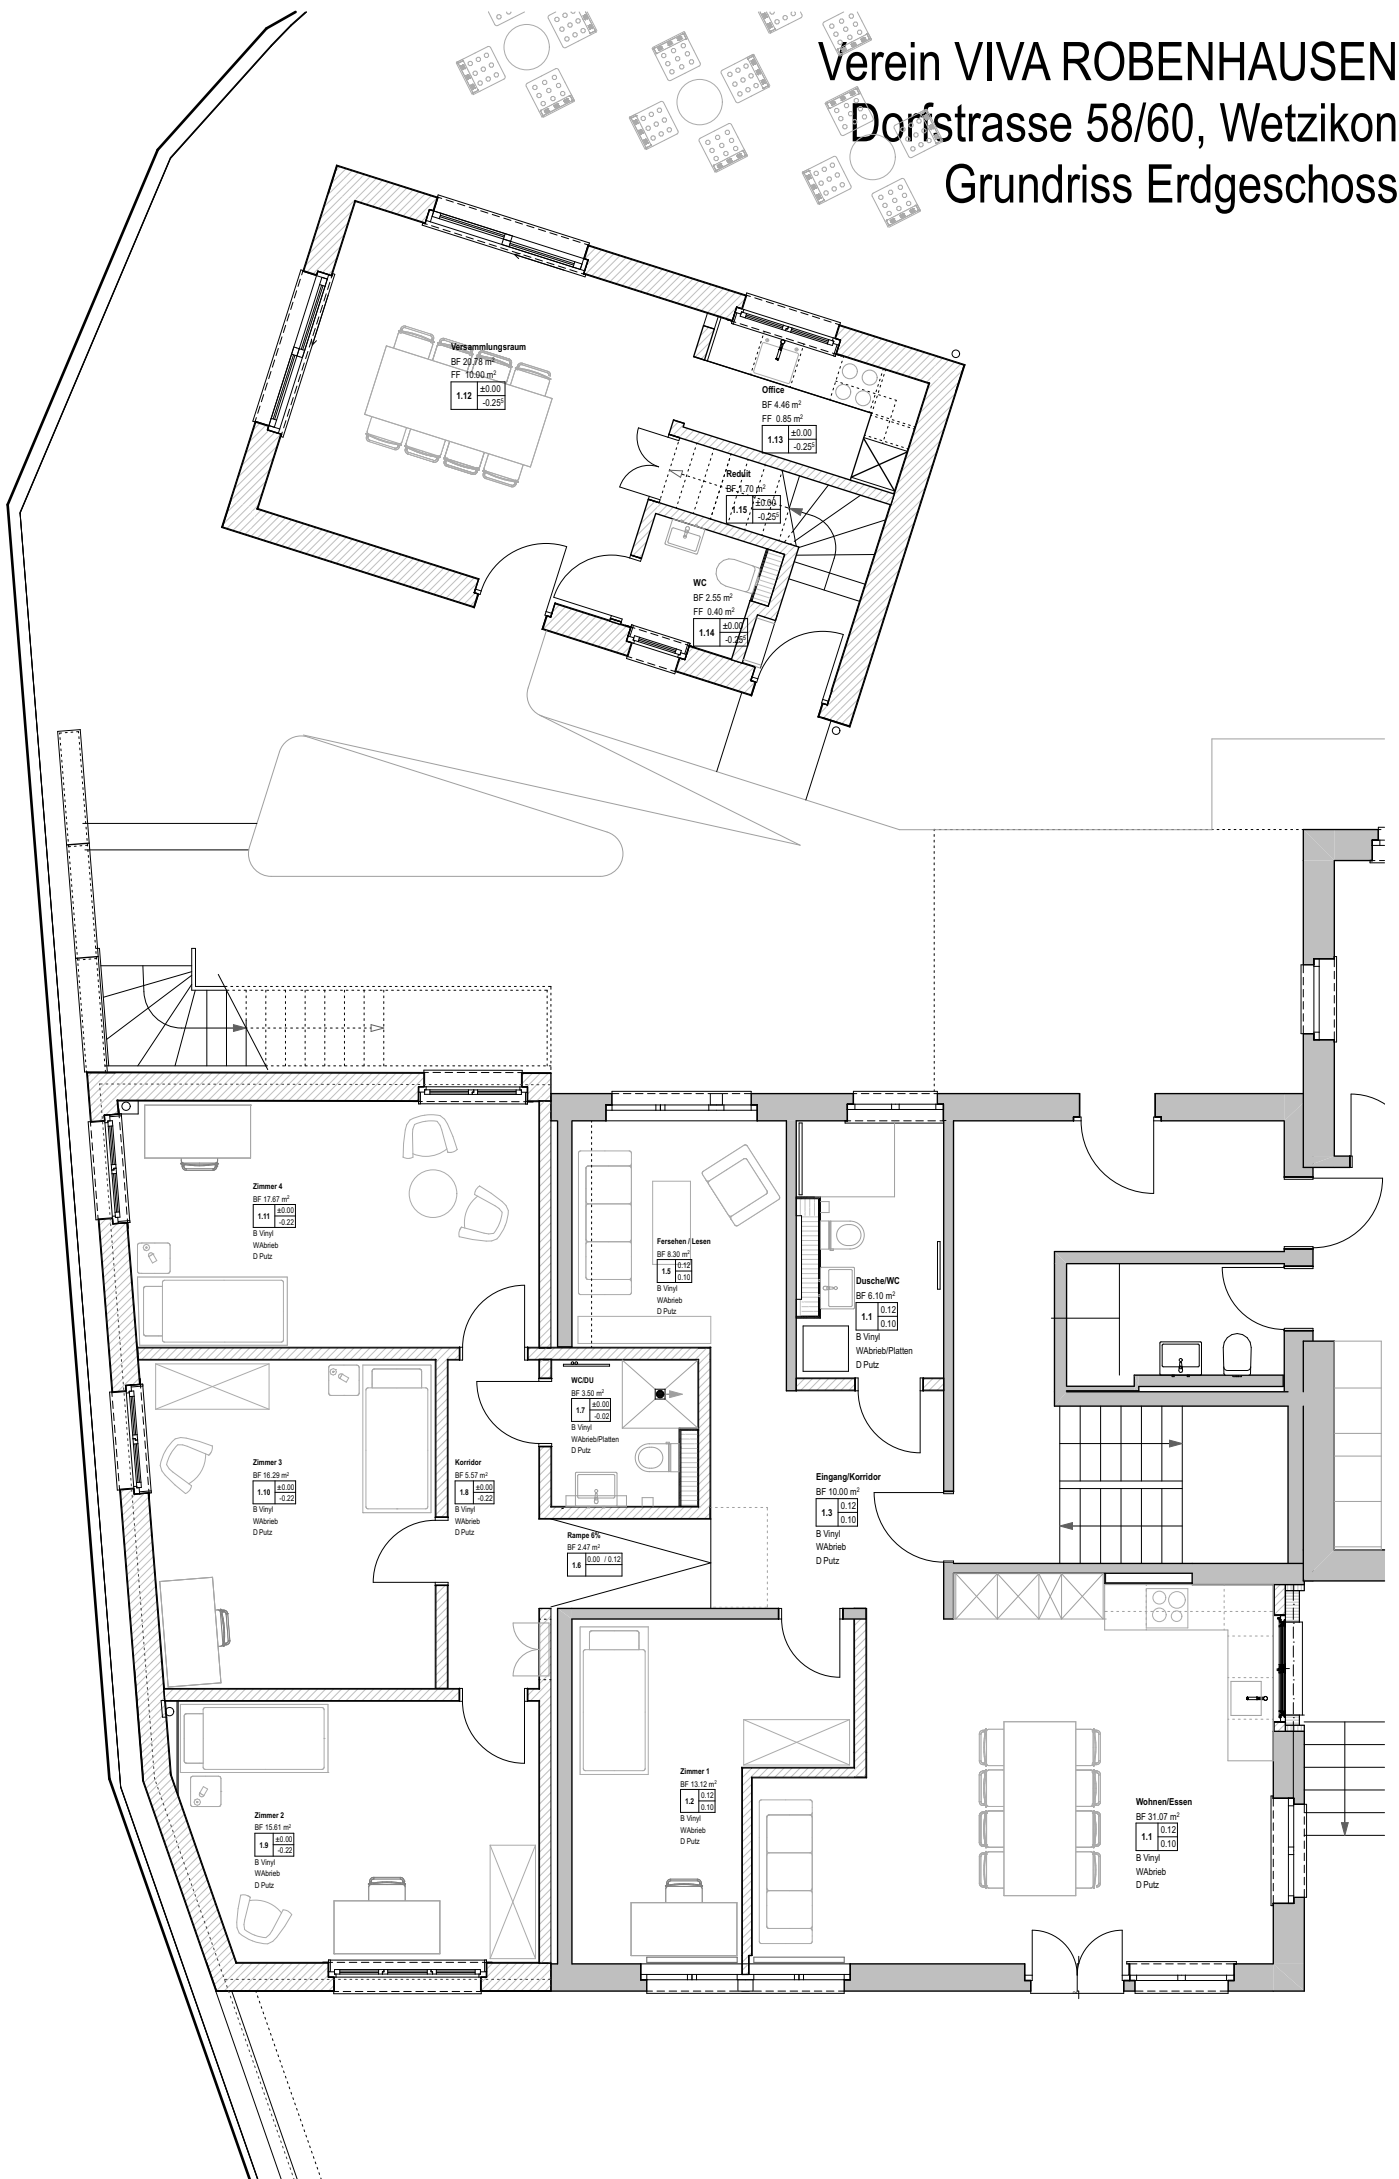 Verein VIVA ROBENHAUSEN
Dorfstrasse 58/60, Wetzikon
Grundriss Erdgeschoss
Versammlungsraum
BF 20.78 m²
FF 10.00 m²
1.12 ±0.00
-0.25⁵
Office
BF 4.46 m²
FF 0.85 m²
1.13 ±0.00
-0.25⁵
Reduit
BF 1.70 m²
1.15 ±0.00
-0.25⁵
WC
BF 2.55 m²
FF 0.40 m²
1.14 ±0.00
-0.25⁵
Zimmer 4
BF 17.67 m²
1.11 ±0.00
-0.22
B Vinyl
WAbrieb
D Putz
Fersehen / Lesen
BF 8.30 m²
1.5 0.12
0.10
B Vinyl
WAbrieb
D Putz
Dusche/WC
BF 6.10 m²
1.1 0.12
0.10
B Vinyl
WAbrieb/Platten
D Putz
WC/DU
BF 3.50 m²
1.7 ±0.00
-0.02
B Vinyl
WAbrieb/Platten
D Putz
Zimmer 3
BF 16.29 m²
1.10 ±0.00
-0.22
B Vinyl
WAbrieb
D Putz
Korridor
BF 5.57 m²
1.8 ±0.00
-0.22
B Vinyl
WAbrieb
D Putz
Eingang/Korridor
BF 10.00 m²
1.3 0.12
0.10
B Vinyl
WAbrieb
D Putz
Rampe 6%
BF 2.47 m²
1.6 0.00 / 0.12
Zimmer 1
BF 13.12 m²
1.2 0.12
0.10
B Vinyl
WAbrieb
D Putz
Wohnen/Essen
BF 31.07 m²
1.1 0.12
0.10
B Vinyl
WAbrieb
D Putz
Zimmer 2
BF 15.61 m²
1.9 ±0.00
-0.22
B Vinyl
WAbrieb
D Putz